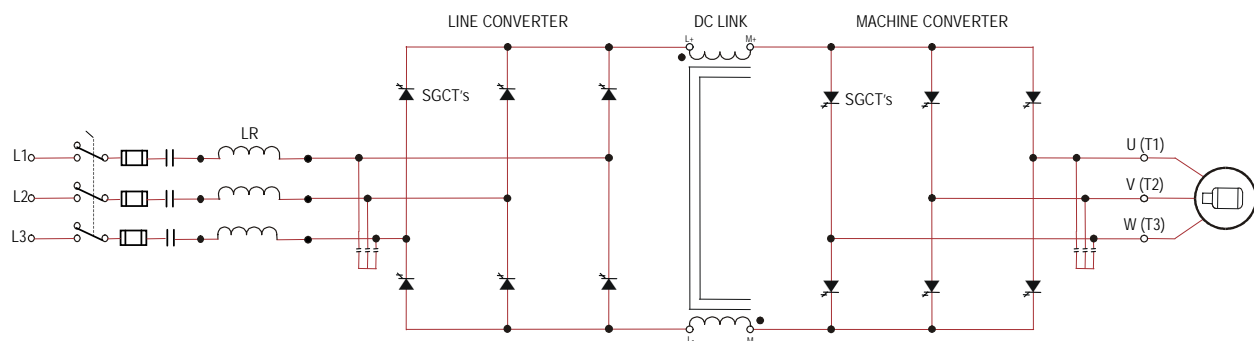 LINE CONVERTER
DC LINK
MACHINE CONVERTER
L+
M+
SGCT's
SGCT's
LR
L1
U (T1)
L2
V (T2)
L3
W (T3)